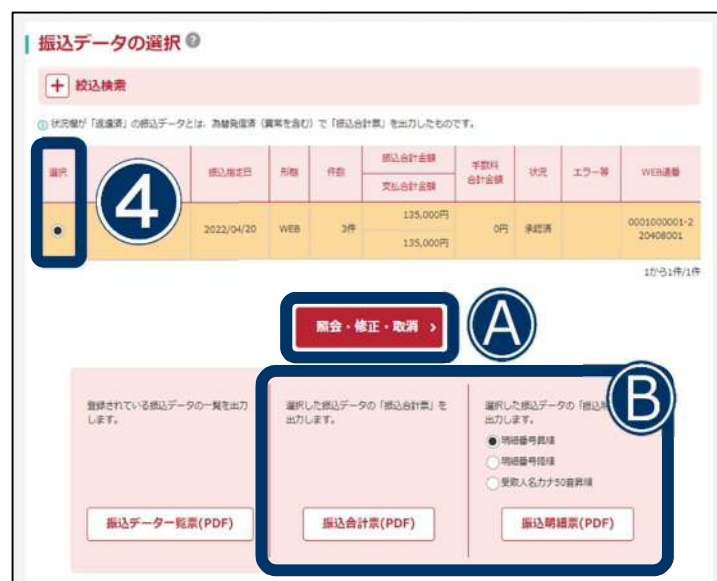 振込データの選択 ?
+ 絞込検索
状況欄が「返還済」の振込データとは、為替発信済（異常を含む）で「振込合計票」を出力したものです。
選択
4
振込指定日
形態
件数
振込合計金額
支払合計金額
手数料
合計金額
状況
エラー等
WEB通番
2022/04/20
WEB
3件
135,000円
135,000円
0円
承認済
0001000001-2
20408001
1から1件/1件
照会・修正・取消 ›
A
B
登録されている振込データの一覧を出力
します。
振込データ一覧票(PDF)
選択した振込データの「振込合計票」を
出力します。
振込合計票(PDF)
選択した振込データの「振込明
出力します。
明細番号昇順
明細番号降順
受取人名カナ50音昇順
振込明細票(PDF)